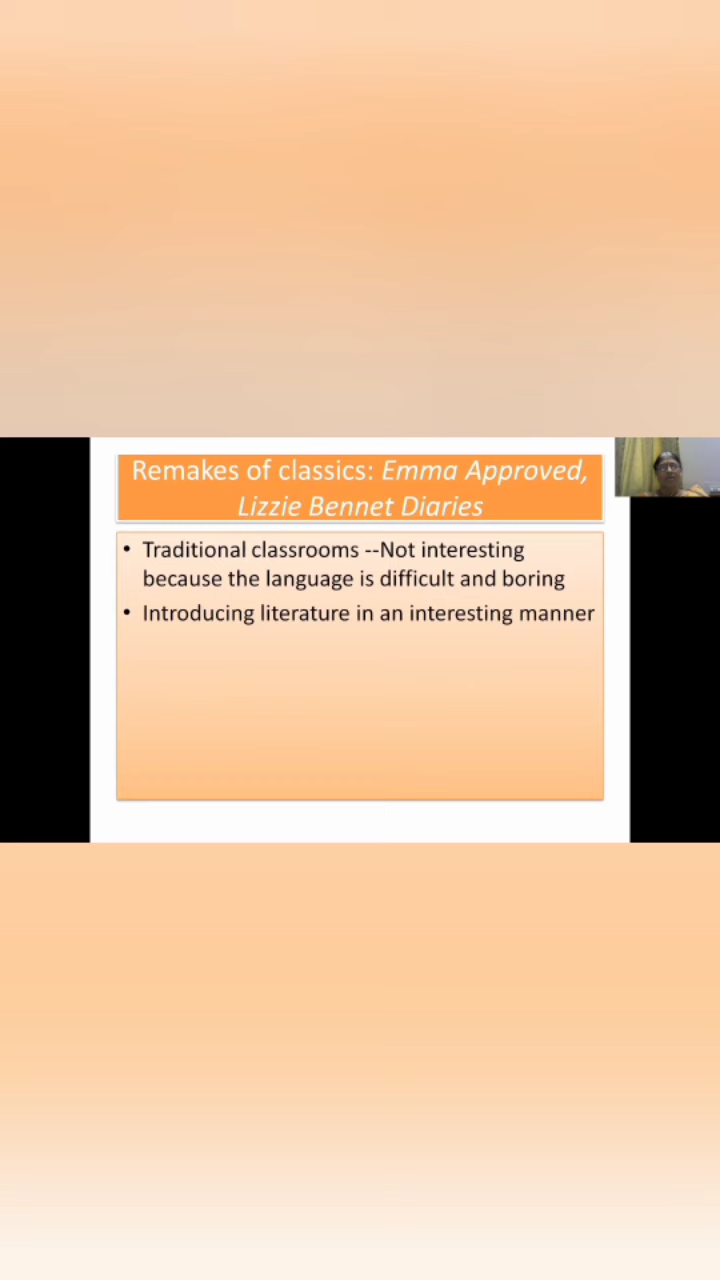 Remakes of classics: Emma Approved,
Lizzie Bennet Diaries
• Traditional classrooms --Not interesting
because the language is difficult and boring
• Introducing literature in an interesting manner